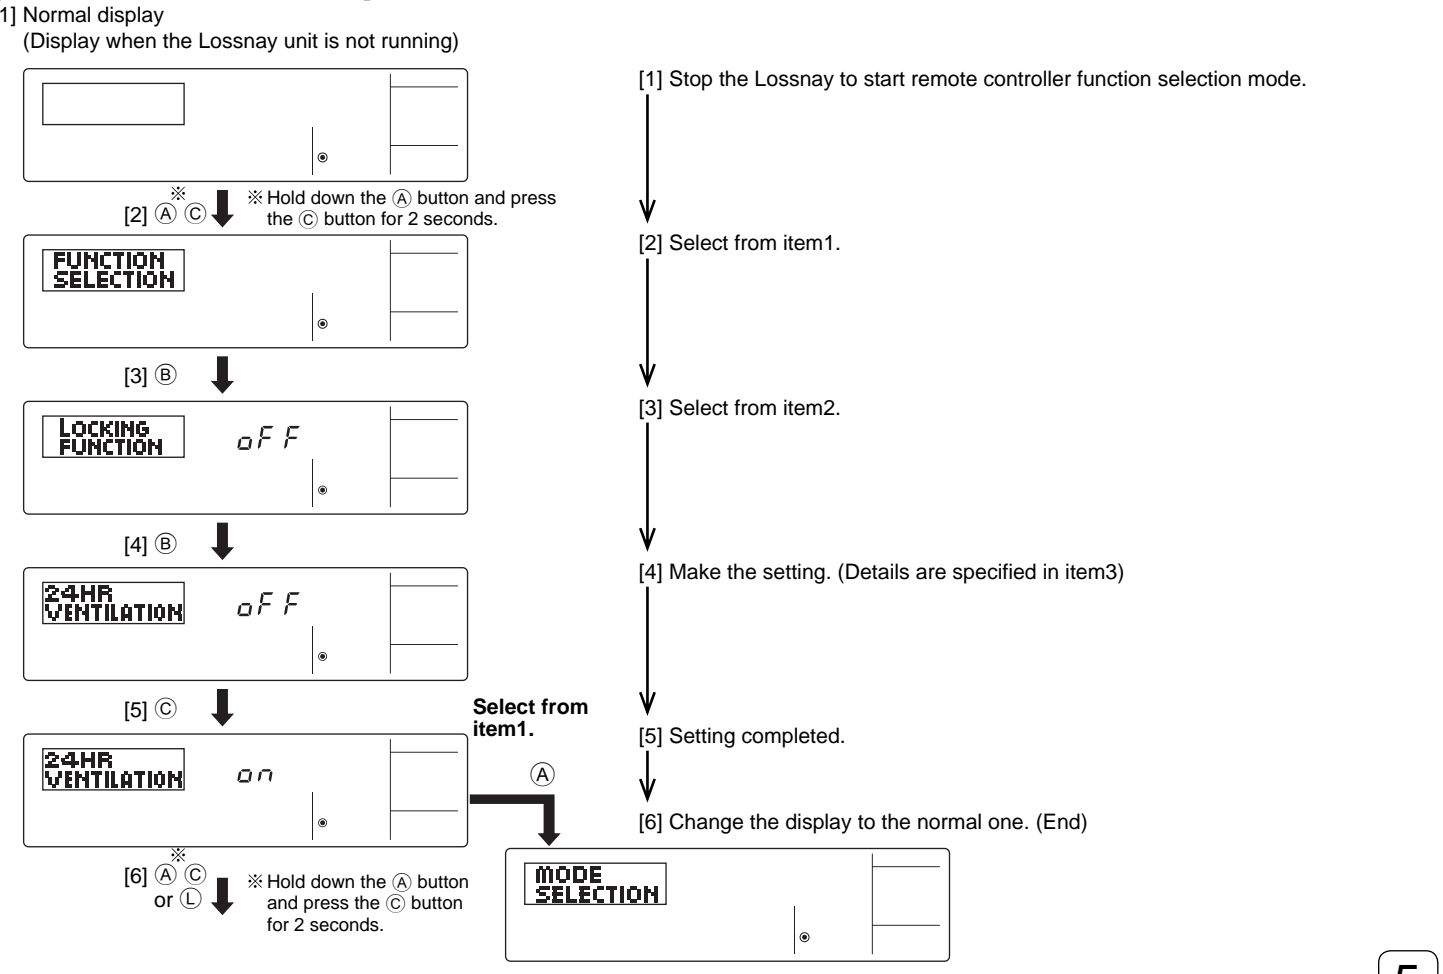 1] Normal display
(Display when the Lossnay unit is not running)
[1] Stop the Lossnay to start remote controller function selection mode.
※
[2] Ⓐ Ⓒ
※ Hold down the Ⓐ button and press
the Ⓒ button for 2 seconds.
[2] Select from item1.
FUNCTION
SELECTION
[3] Ⓑ
[3] Select from item2.
LOCKING
FUNCTION
oFF
[4] Ⓑ
[4] Make the setting. (Details are specified in item3)
24HR
VENTILATION
oFF
[5] Ⓒ
Select from
item1.
[5] Setting completed.
24HR
VENTILATION
on
Ⓐ
[6] Change the display to the normal one. (End)
※
[6] Ⓐ Ⓒ
or Ⓛ
※ Hold down the Ⓐ button
and press the Ⓒ button
for 2 seconds.
MODE
SELECTION